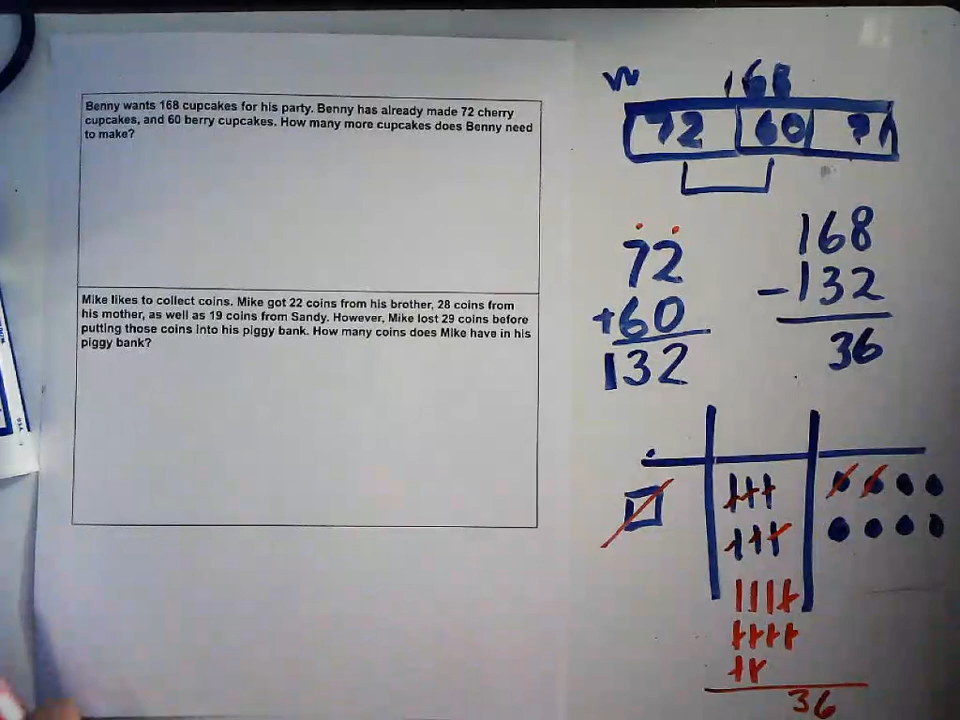 Benny wants 168 cupcakes for his party. Benny has already made 72 cherry
cupcakes, and 60 berry cupcakes. How many more cupcakes does Benny need
to make?
Mike likes to collect coins. Mike got 22 coins from his brother, 28 coins from
his mother, as well as 19 coins from Sandy. However, Mike lost 29 coins before
putting those coins into his piggy bank. How many coins does Mike have in his
piggy bank?
W
168
72 60
72
+60
132
168
-132
36
36